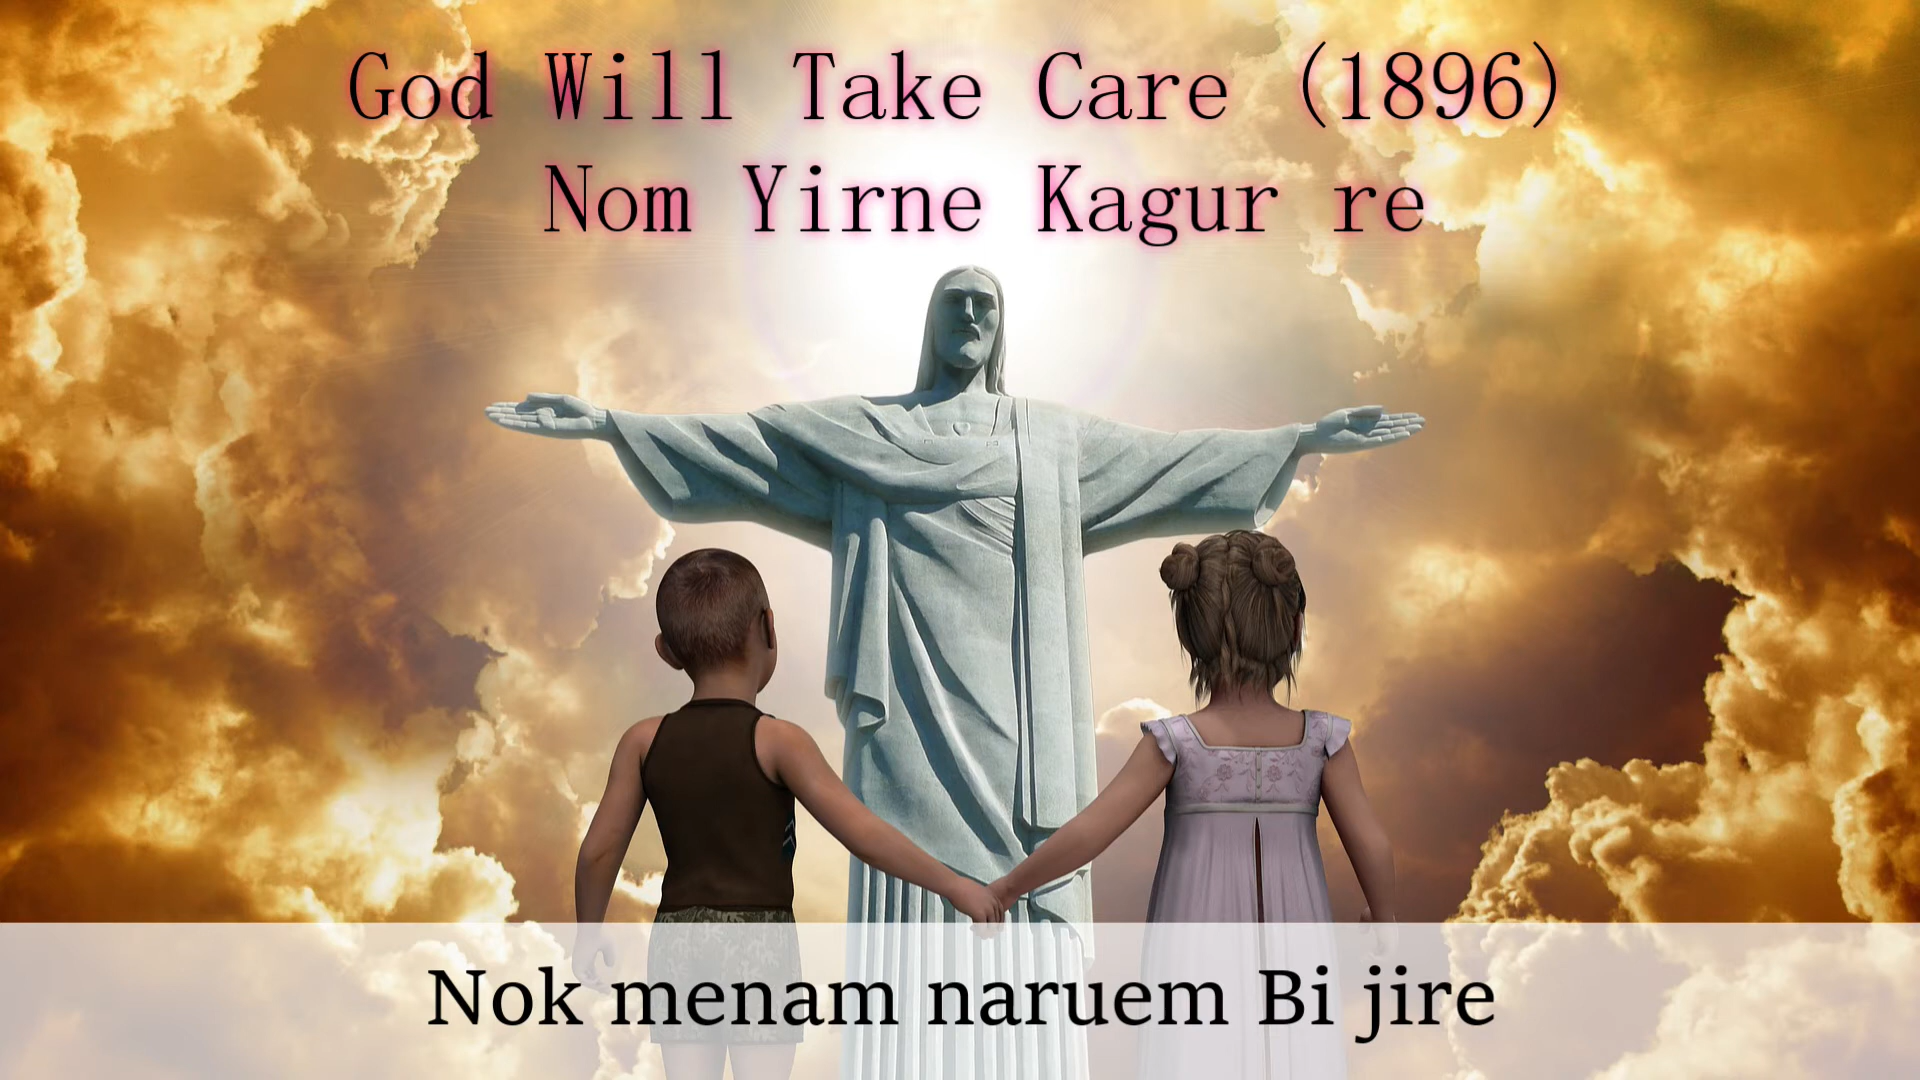 God Will Take Care (1896)
Nom Yirne Kagur re
Nok menam naruem Bi jire